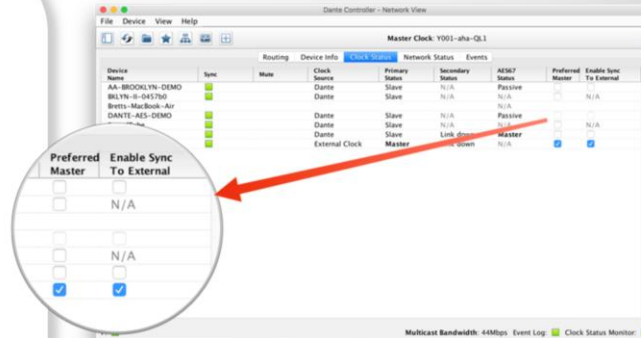 Dante Controller - Network View
File Device View Help
Master Clock: Y001-aha-QL1
Routing Device Info Clock Status Network Status Events
Device Name Sync Mute Clock Source Primary Status Secondary Status AES67 Status Preferred Master Enable Sync To External
AA-BROOKLYN-DEMO Dante Slave N/A Passive
BKLYN-II-0457b0 Dante Slave N/A N/A N/A
Bretts-MacBook-Air N/A
DANTE-AES-DEMO Dante Slave N/A Passive
Dante Slave N/A N/A N/A
Dante Slave Link down Master
External Clock Master down N/A
Preferred Master Enable Sync To External
N/A
N/A
Multicast Bandwidth: 44Mbps Event Log: Clock Status Monitor: